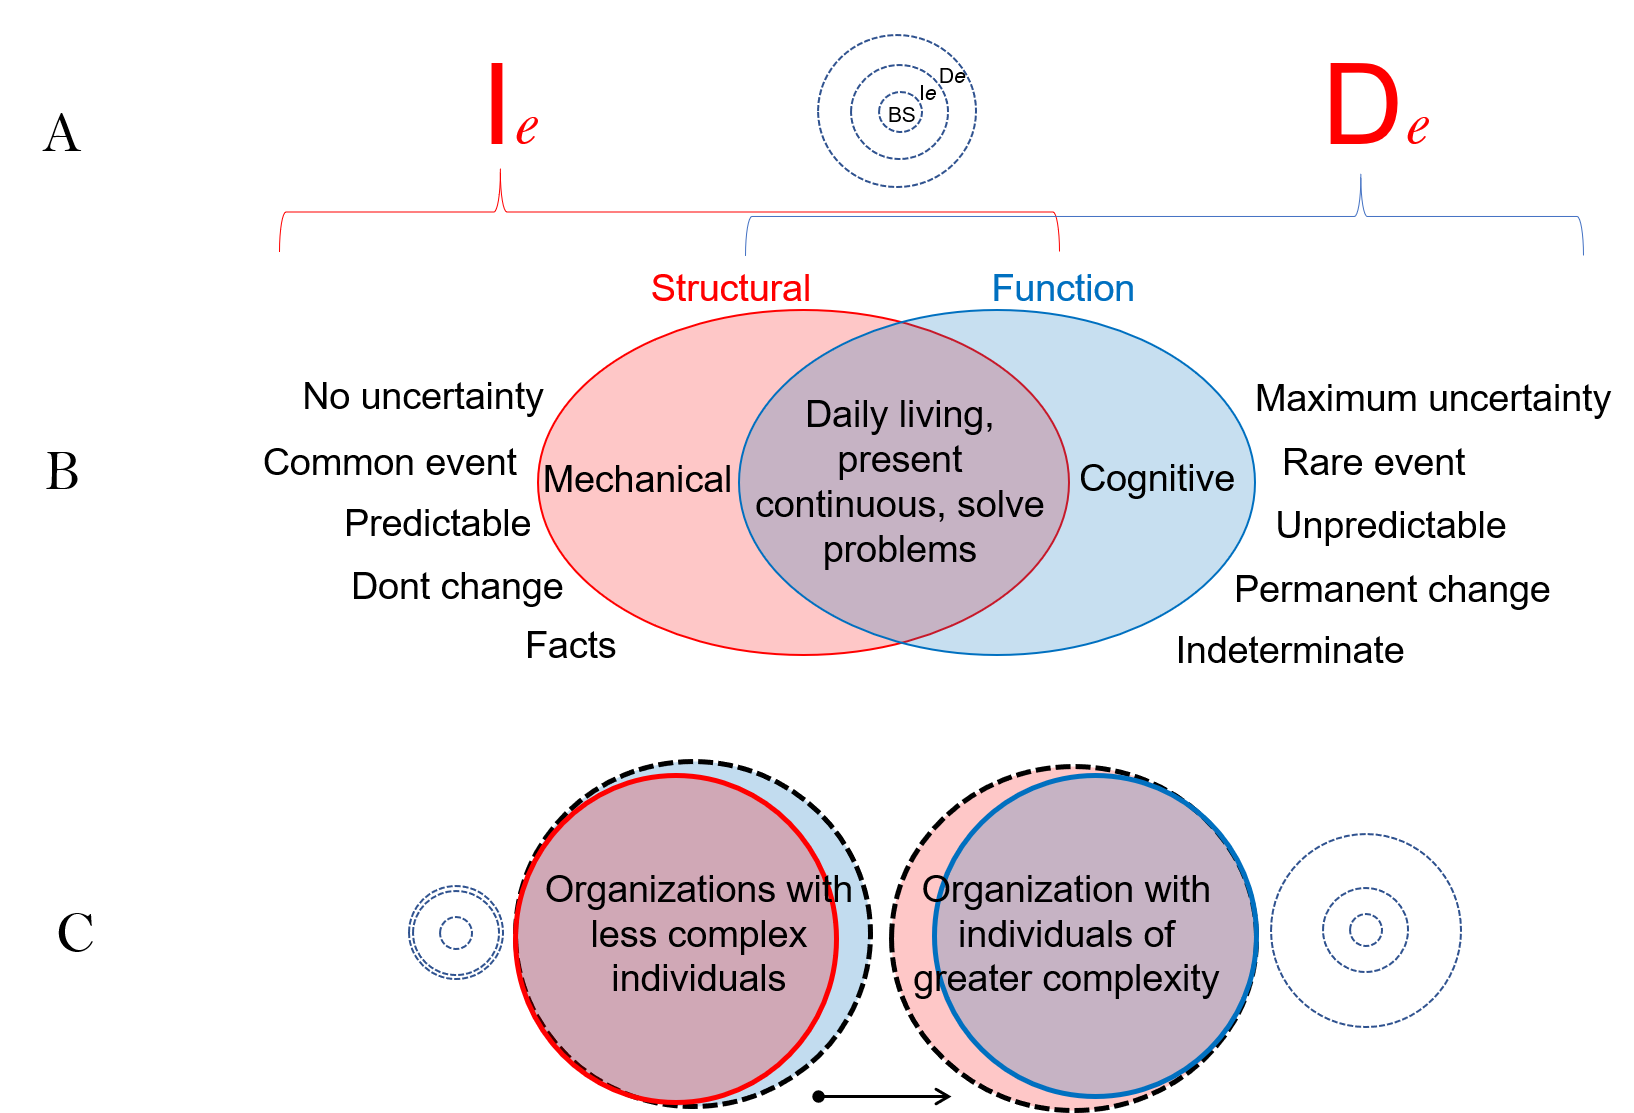 A
Ie
De
Ie
BS
De
Structural
Function
B
No uncertainty
Common event
Predictable
Dont change
Facts
Mechanical
Daily living,
present
continuous, solve
problems
Cognitive
Maximum uncertainty
Rare event
Unpredictable
Permanent change
Indeterminate
C
Organizations with
less complex
individuals
Organization with
individuals of
greater complexity